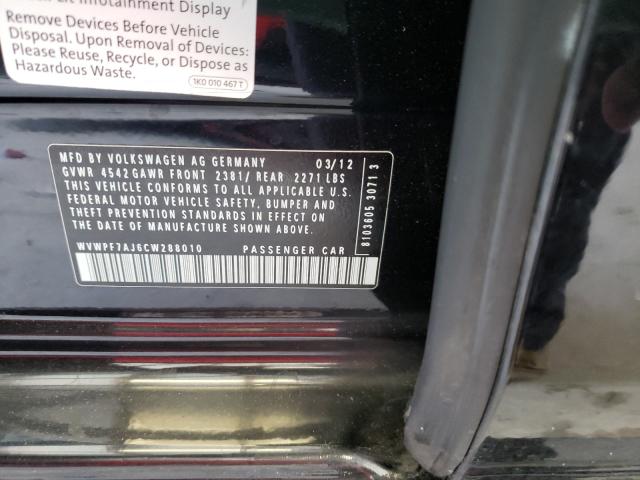 Infotainment Display
Remove Devices Before Vehicle
Disposal. Upon Removal of Devices:
Please Reuse, Recycle, or Dispose as
Hazardous Waste.
1K0 010 467 T
MFD BY VOLKSWAGEN AG GERMANY 03/12
GVWR 4542 GAWR FRONT 2381/ REAR 2271 LBS
THIS VEHICLE CONFORMS TO ALL APPLICABLE U.S.
FEDERAL MOTOR VEHICLE SAFETY, BUMPER AND
THEFT PREVENTION STANDARDS IN EFFECT ON
THE DATE OF MANUFACTURE SHOWN ABOVE.
WVWPF7AJ6CW288010 PASSENGER CAR
8103605 3071 3